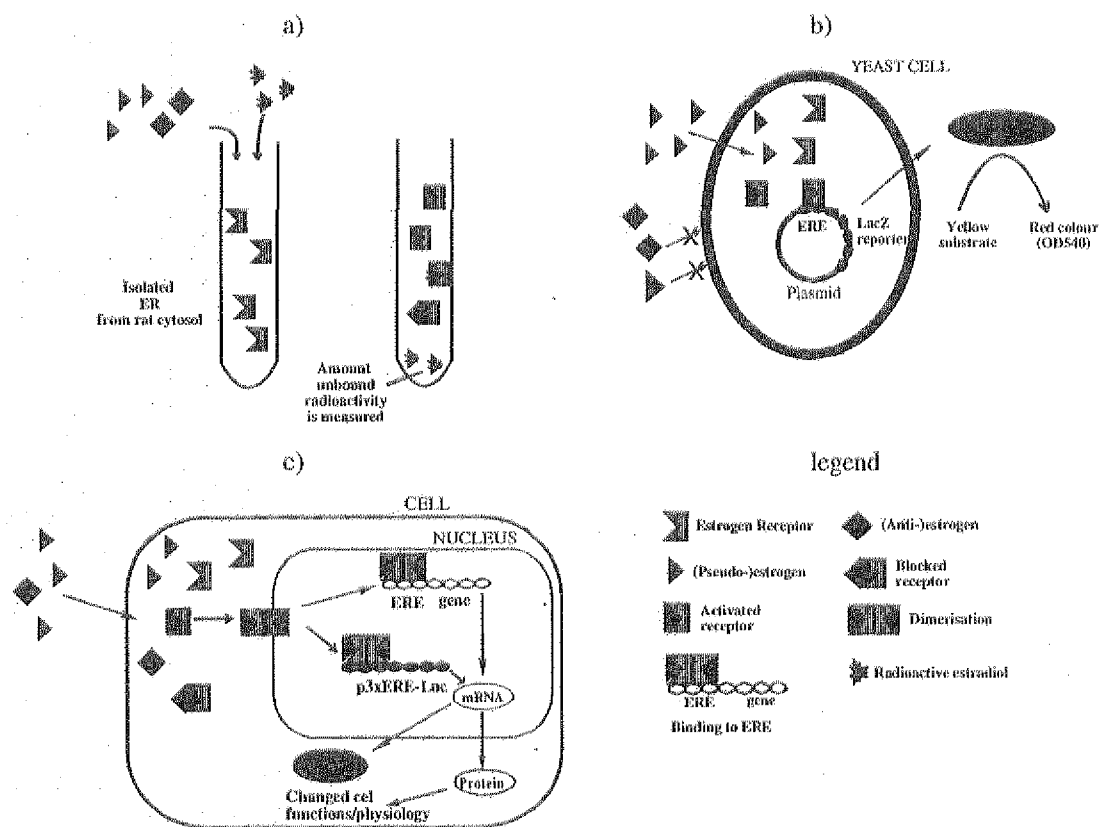 a)
Isolated
ER
from rat cytosol
Amount
unbound
radioactivity
is measured
b)
YEAST CELL
ERE
LacZ
reporter
Plasmid
Yellow
substrate
Red colour
(OD540)
c)
CELL
NUCLEUS
ERE gene
p3xERE-Luc
mRNA
Protein
Changed cel
functions/physiology
legend
Estrogen Receptor
(Anti-)estrogen
(Pseudo-)estrogen
Blocked
receptor
Activated
receptor
Dimerisation
ERE gene
Binding to ERE
Radioactive estradiol